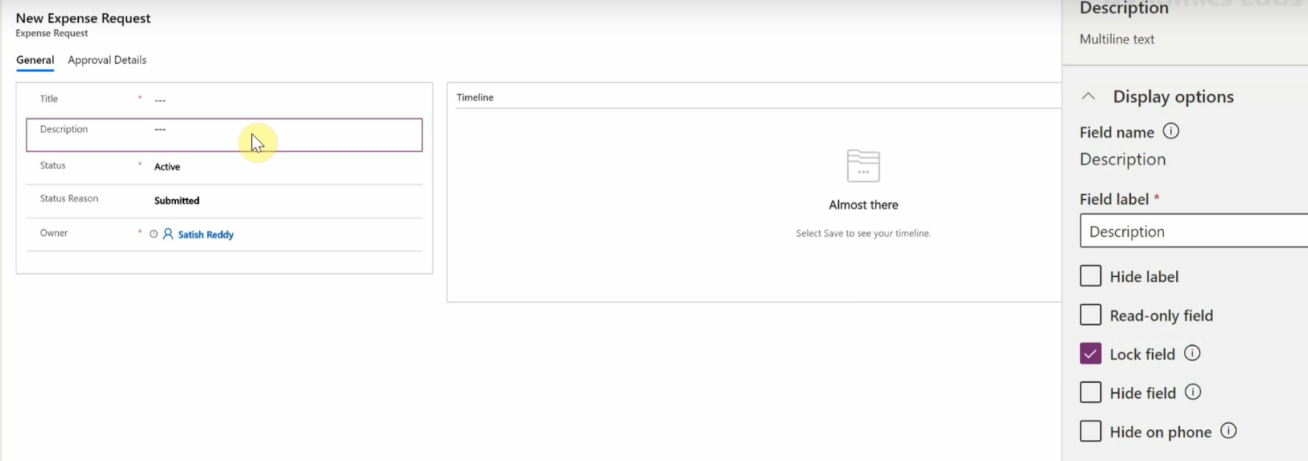 New Expense Request
Expense Request
General Approval Details
Title * ---
Description ---
Status * Active
Status Reason Submitted
Owner * Satish Reddy
Timeline
Almost there
Select Save to see your timeline.
Description
Multiline text
Display options
Field name
Description
Field label *
Description
Hide label
Read-only field
Lock field
Hide field
Hide on phone